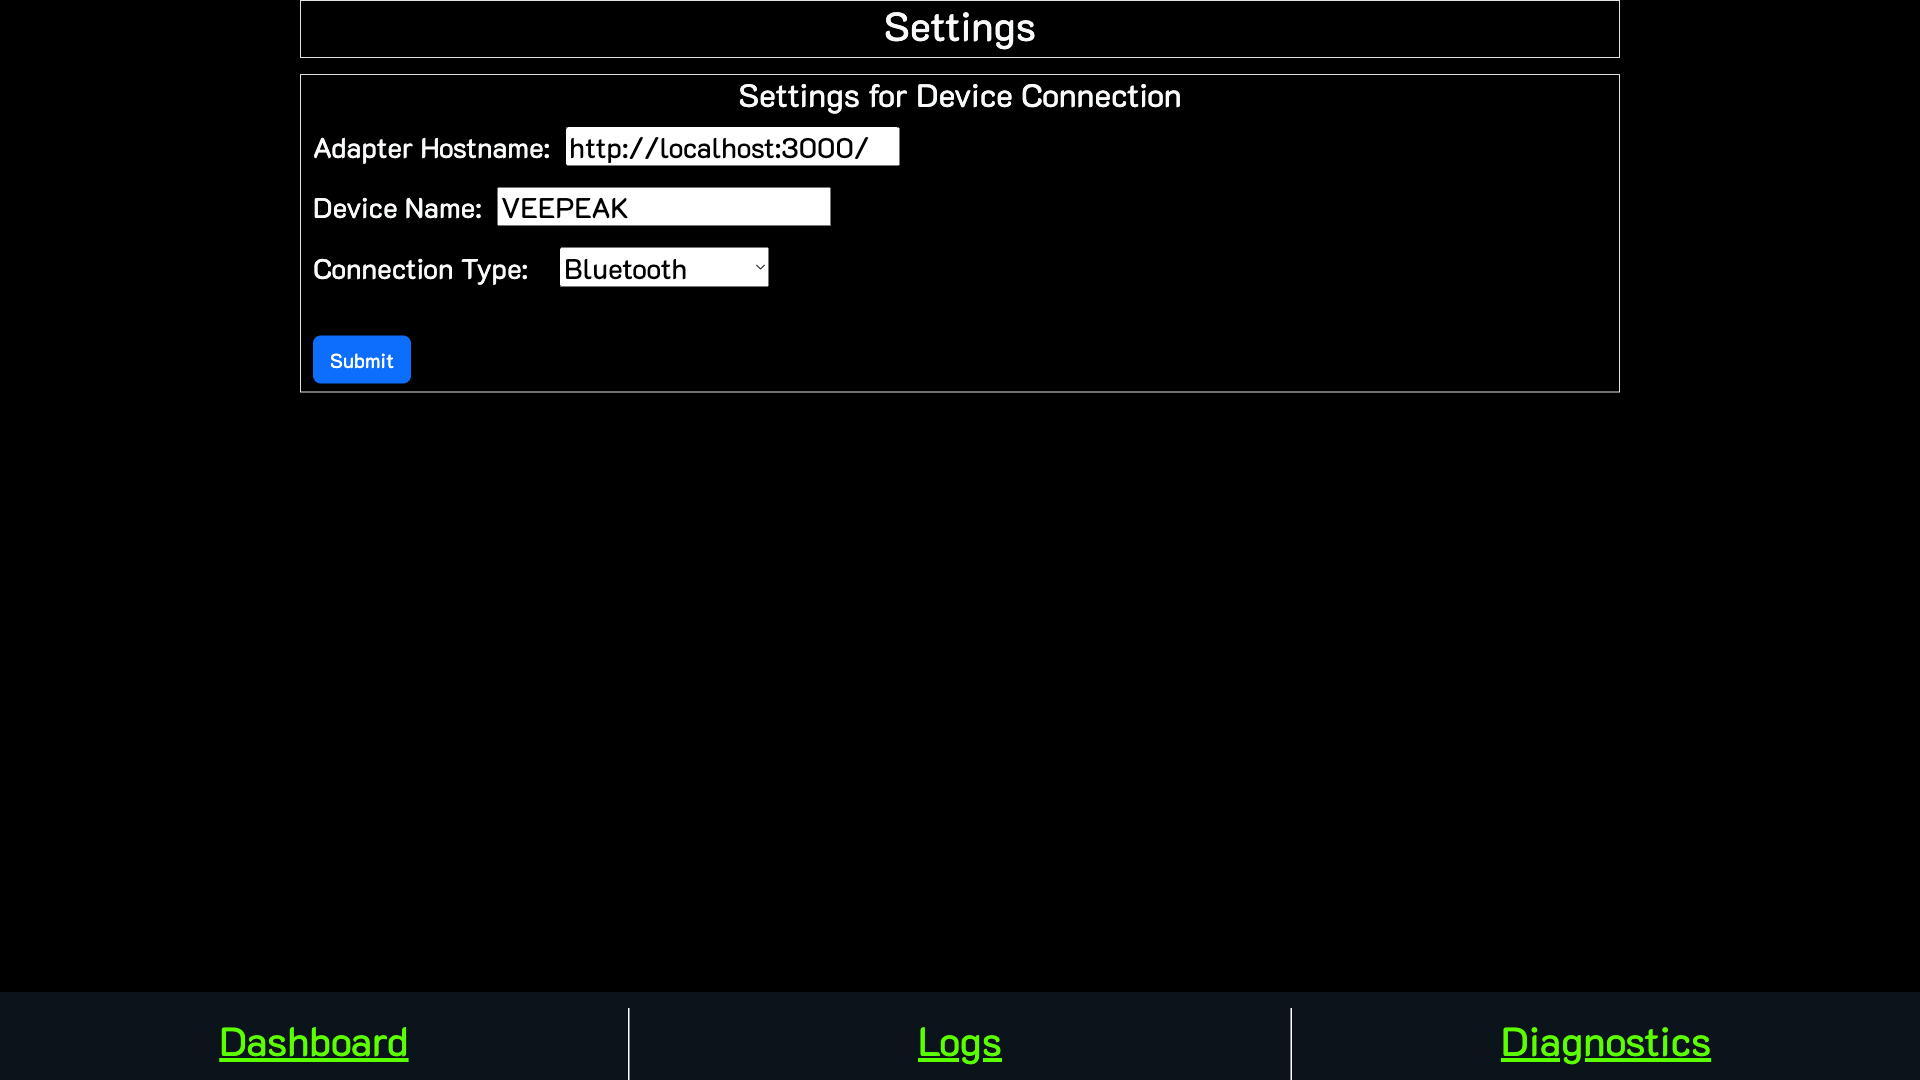 Settings
Settings for Device Connection
Adapter Hostname: http://localhost:3000/
Device Name: VEEPEAK
Connection Type: Bluetooth
Submit
Dashboard Logs Diagnostics